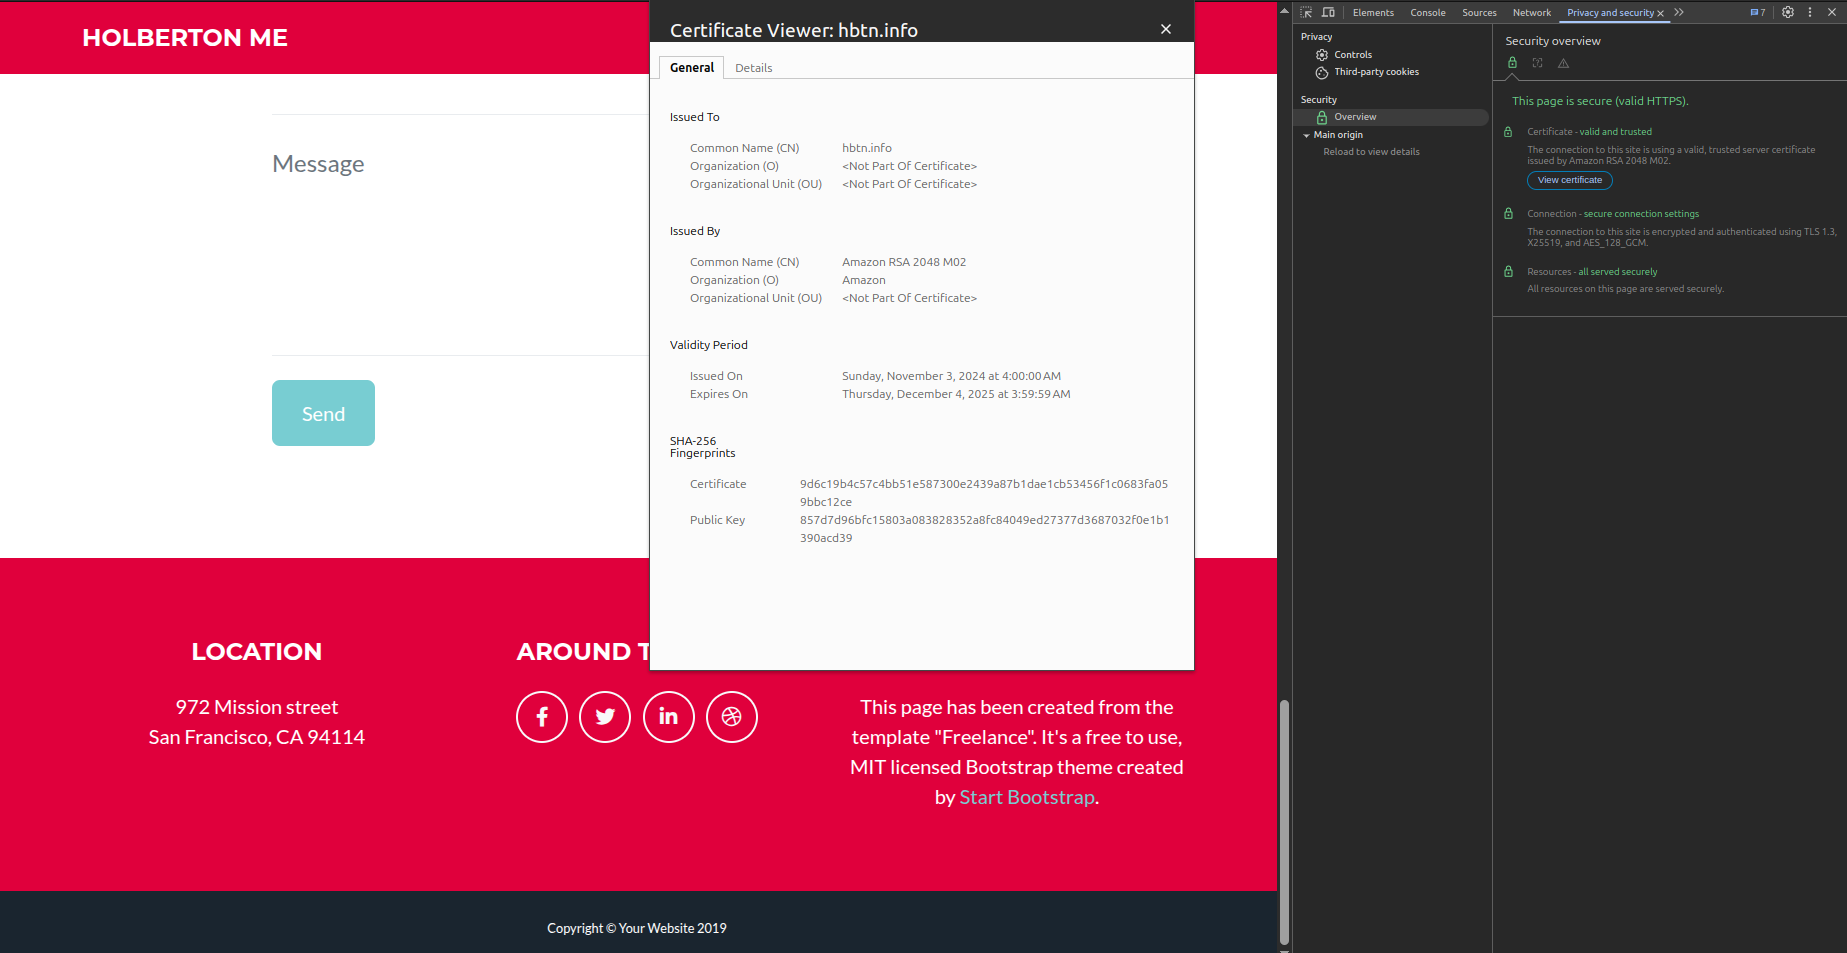 HOLBERTON ME
Message
Send
LOCATION
972 Mission street
San Francisco, CA 94114
AROUND T
This page has been created from the
template "Freelance". It's a free to use,
MIT licensed Bootstrap theme created
by Start Bootstrap.
Copyright © Your Website 2019
Certificate Viewer: hbtn.info
General Details
Issued To
Common Name (CN) hbtn.info
Organization (O) <Not Part Of Certificate>
Organizational Unit (OU) <Not Part Of Certificate>
Issued By
Common Name (CN) Amazon RSA 2048 M02
Organization (O) Amazon
Organizational Unit (OU) <Not Part Of Certificate>
Validity Period
Issued On Sunday, November 3, 2024 at 4:00:00 AM
Expires On Thursday, December 4, 2025 at 3:59:59 AM
SHA-256
Fingerprints
Certificate 9d6c19b4c57c4bb51e587300e2439a87b1dae1cb53456f1c0683fa05
9bbc12ce
Public Key 857d7d96bfc15803a083828352a8fc84049ed27377d3687032f0e1b1
390acd39
Elements Console Sources Network Privacy and security 7
Privacy
Controls
Third-party cookies
Security
Overview
Main origin
Reload to view details
Security overview
This page is secure (valid HTTPS).
Certificate - valid and trusted
The connection to this site is using a valid, trusted server certificate
issued by Amazon RSA 2048 M02.
View certificate
Connection - secure connection settings
The connection to this site is encrypted and authenticated using TLS 1.3,
X25519, and AES_128_GCM.
Resources - all served securely
All resources on this page are served securely.